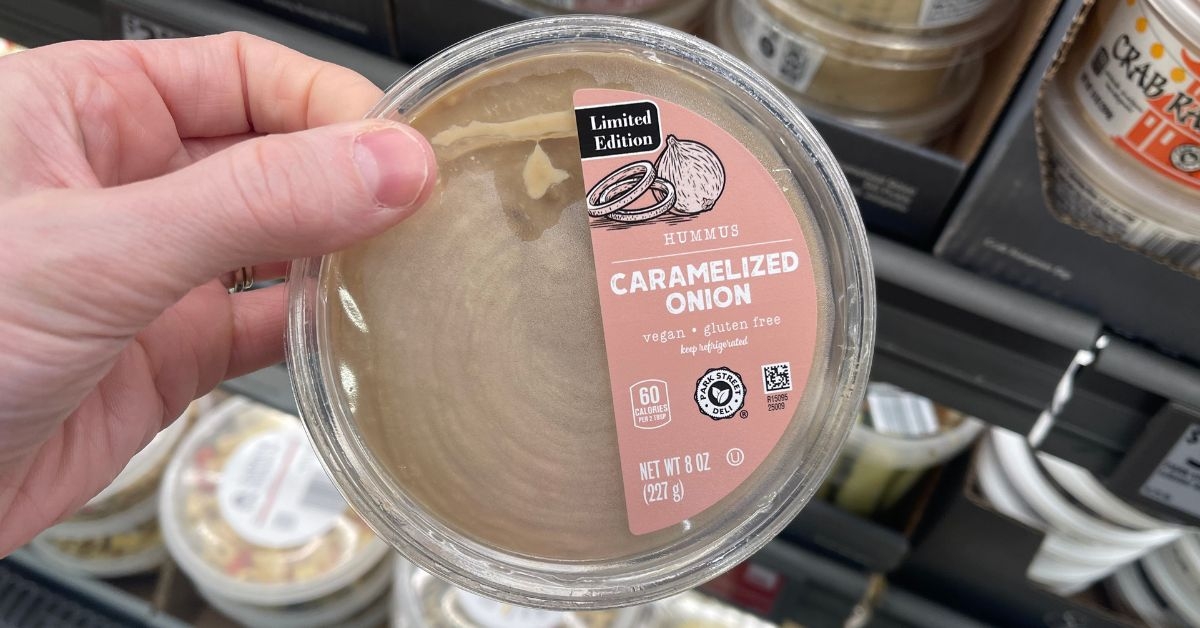 Limited
Edition
HUMMUS
CARAMELIZED
ONION
vegan • gluten free
keep refrigerated
60
CALORIES
PER 2 TBSP
PARK STREET
DELI
®
R15095
25009
NET WT 8 OZ
(227 g)
U
CRAB